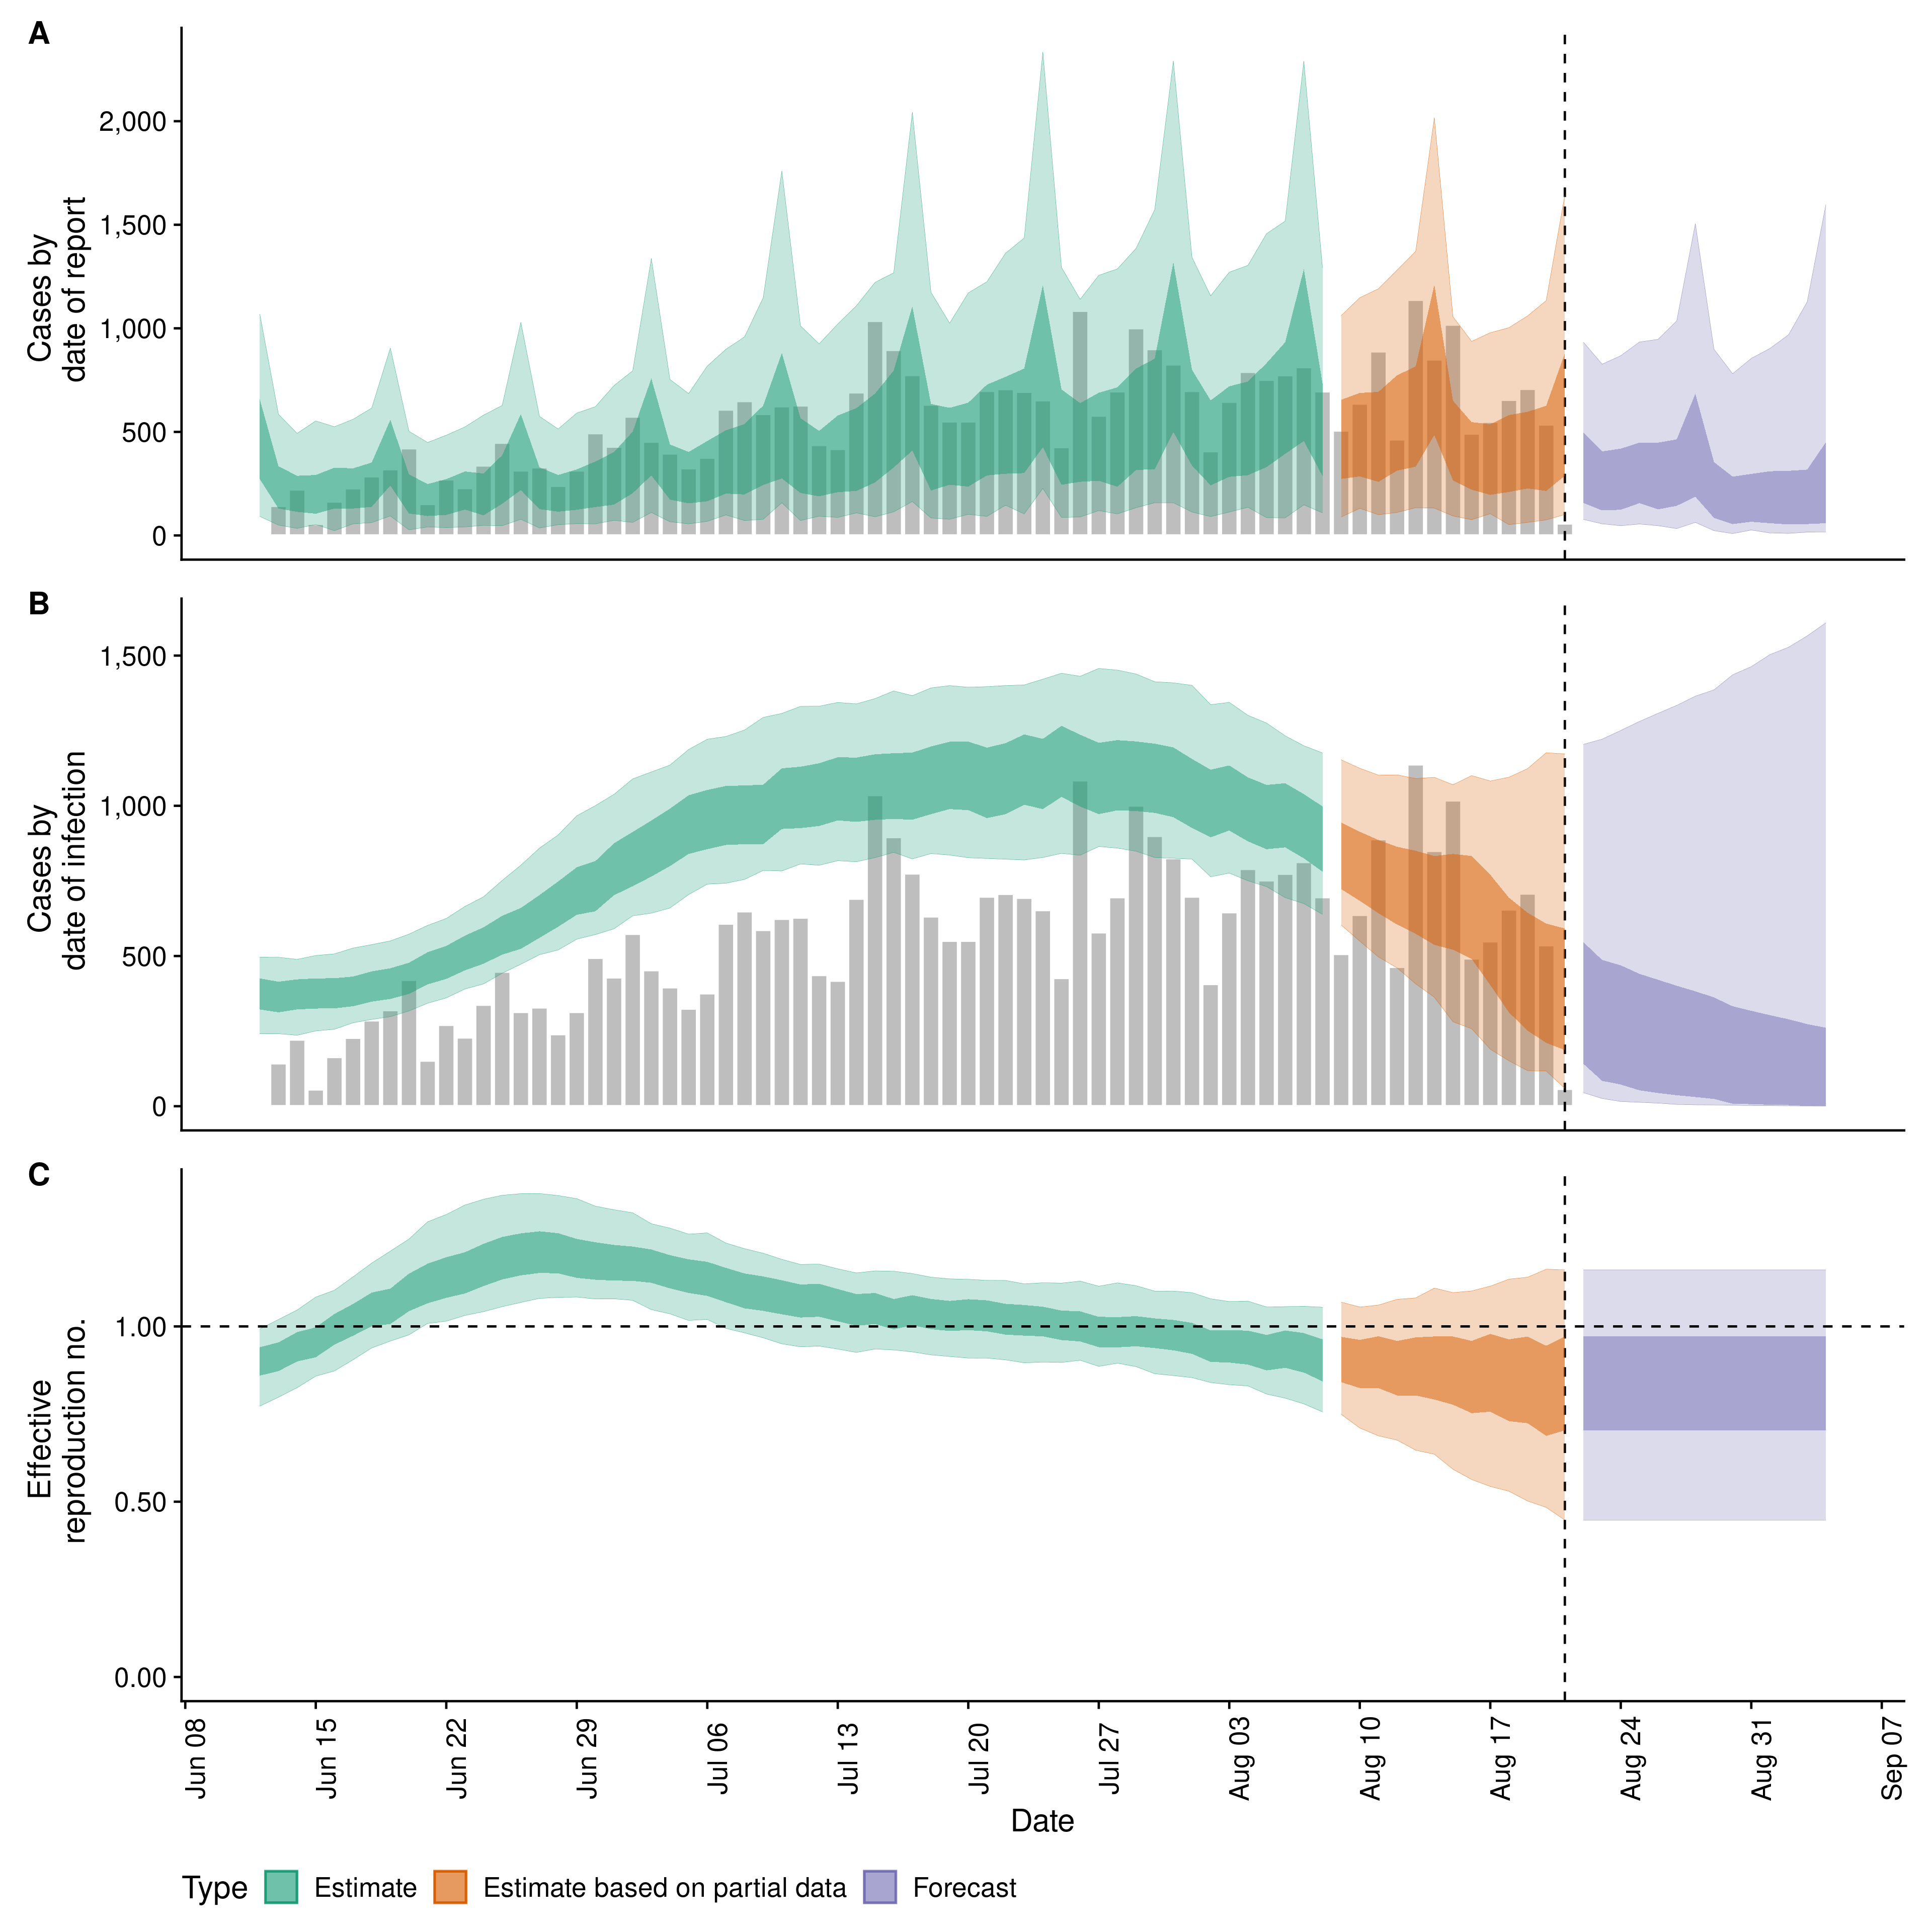 A
Cases by
date of report
2,000
1,500
1,000
500
0
B
Cases by
date of infection
1,500
1,000
500
0
C
Effective
reproduction no.
1.00
0.50
0.00
Jun 08
Jun 15
Jun 22
Jun 29
Jul 06
Jul 13
Jul 20
Jul 27
Aug 03
Aug 10
Aug 17
Aug 24
Aug 31
Sep 07
Date
Type Estimate Estimate based on partial data Forecast